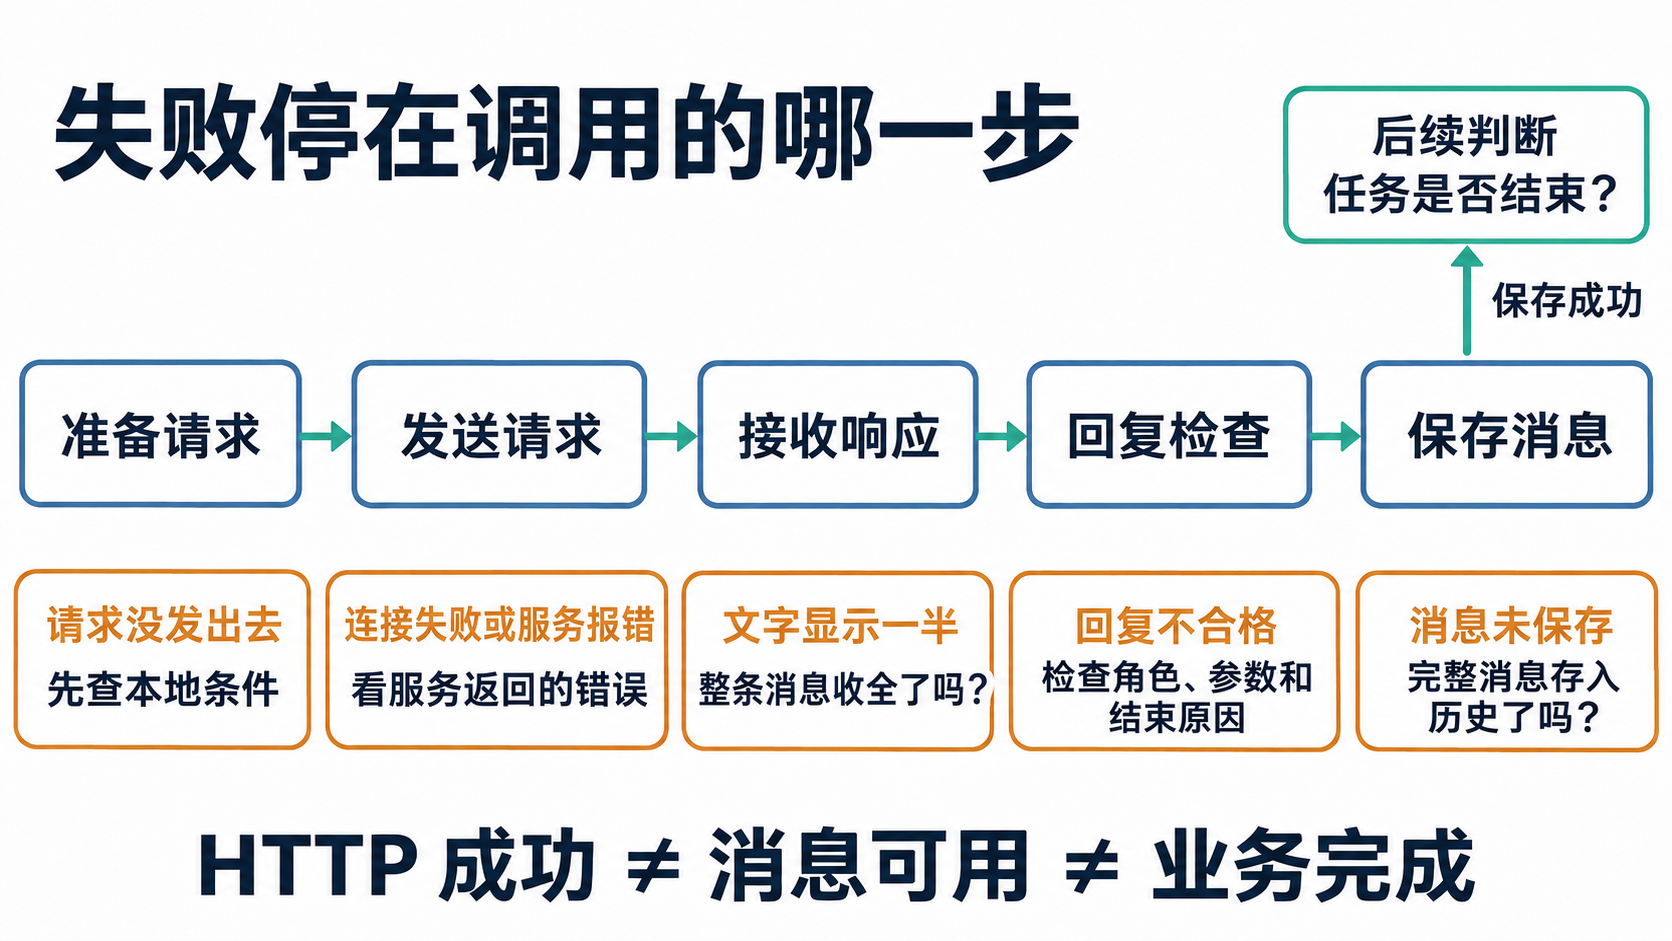 失败停在调用的哪一步
后续判断
任务是否结束？
保存成功
准备请求
发送请求
接收响应
回复检查
保存消息
请求没发出去
先查本地条件
连接失败或服务报错
看服务返回的错误
文字显示一半
整条消息收全了吗？
回复不合格
检查角色、参数和
结束原因
消息未保存
完整消息存入
历史了吗？
HTTP 成功 ≠ 消息可用 ≠ 业务完成